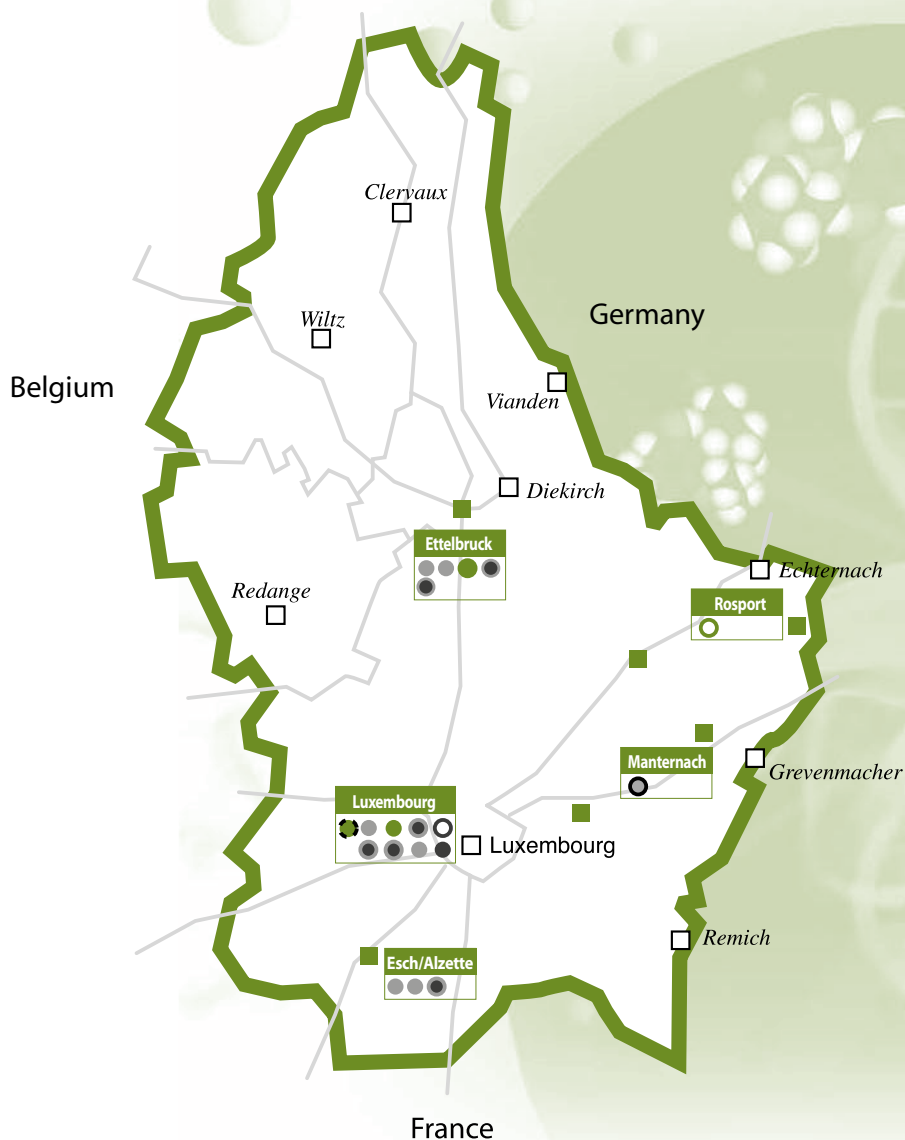 Clervaux
Germany
Wiltz
Belgium
Vianden
Diekirch
Ettelbruck
Echternach
Redange
Rosport
Manternach
Grevenmacher
Luxembourg
Luxembourg
Remich
Esch/Alzette
France